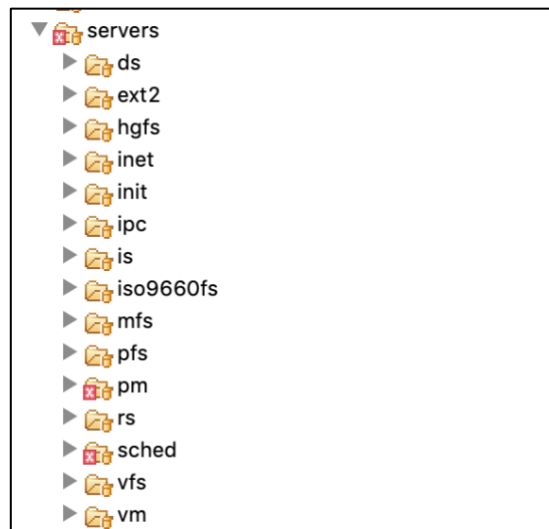 servers
ds
ext2
hgfs
inet
init
ipc
is
iso9660fs
mfs
pfs
pm
rs
sched
vfs
vm